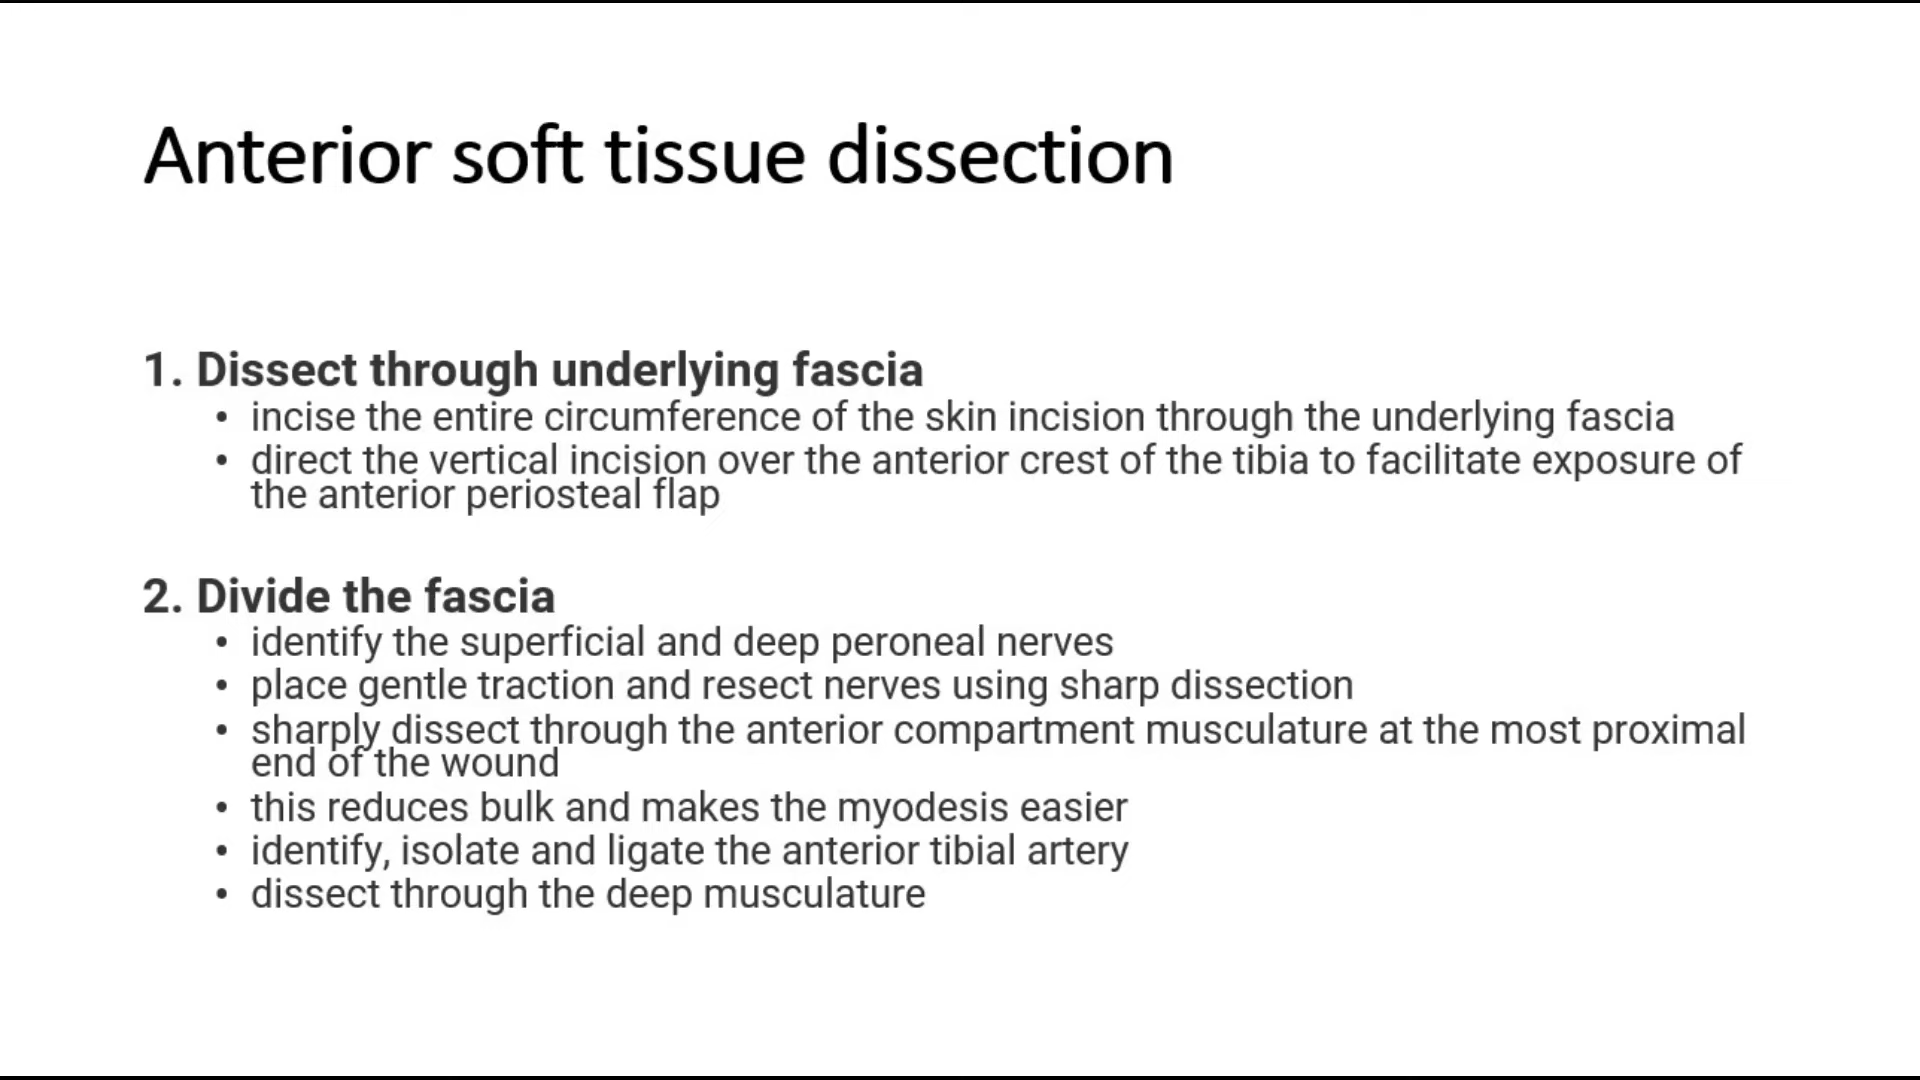 Anterior soft tissue dissection
1. Dissect through underlying fascia
• incise the entire circumference of the skin incision through the underlying fascia
• direct the vertical incision over the anterior crest of the tibia to facilitate exposure of
the anterior periosteal flap
2. Divide the fascia
• identify the superficial and deep peroneal nerves
• place gentle traction and resect nerves using sharp dissection
• sharply dissect through the anterior compartment musculature at the most proximal
end of the wound
• this reduces bulk and makes the myodesis easier
• identify, isolate and ligate the anterior tibial artery
• dissect through the deep musculature